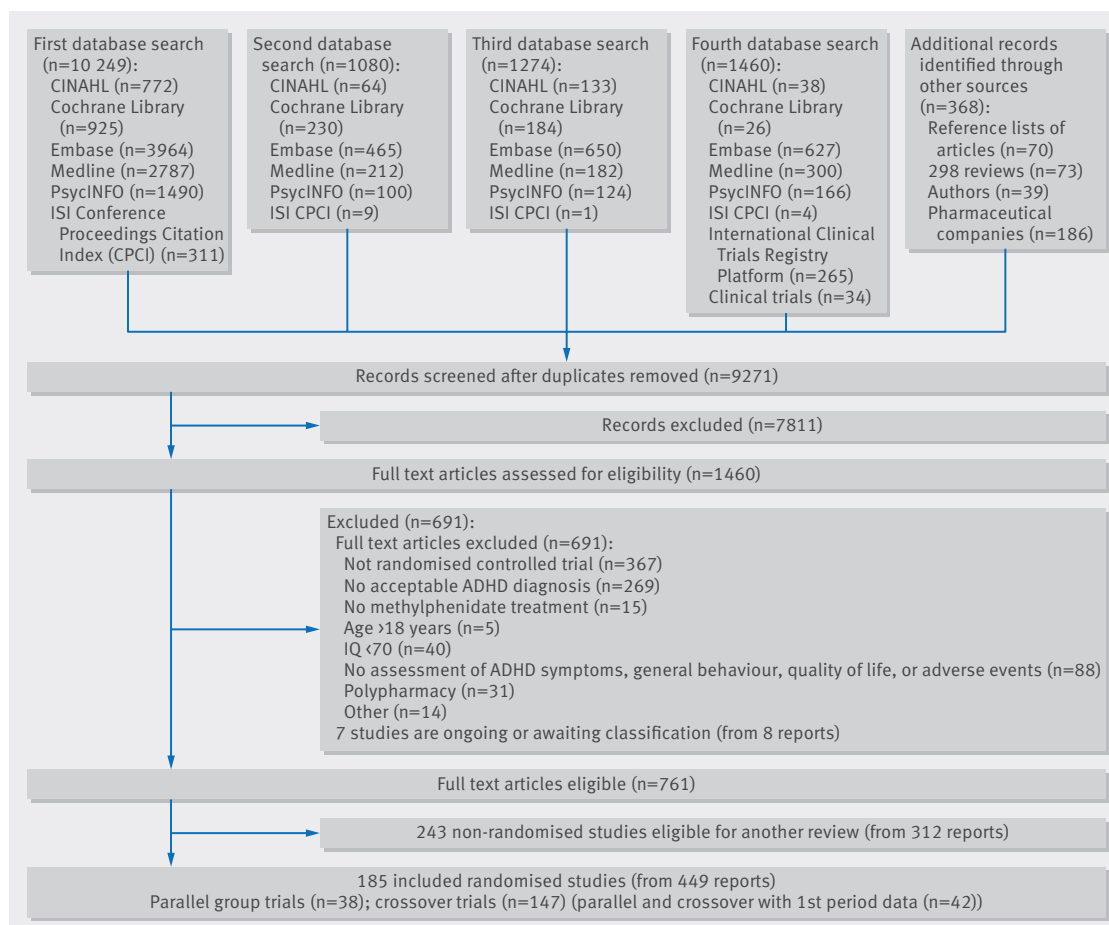 First database search
(n=10 249):
CINAHL (n=772)
Cochrane Library
(n=925)
Embase (n=3964)
Medline (n=2787)
PsycINFO (n=1490)
ISI Conference
Proceedings Citation
Index (CPCI) (n=311)
Second database
search (n=1080):
CINAHL (n=64)
Cochrane Library
(n=230)
Embase (n=465)
Medline (n=212)
PsycINFO (n=100)
ISI CPCI (n=9)
Third database search
(n=1274):
CINAHL (n=133)
Cochrane Library
(n=184)
Embase (n=650)
Medline (n=182)
PsycINFO (n=124)
ISI CPCI (n=1)
Fourth database search
(n=1460):
CINAHL (n=38)
Cochrane Library
(n=26)
Embase (n=627)
Medline (n=300)
PsycINFO (n=166)
ISI CPCI (n=4)
International Clinical
Trials Registry
Platform (n=265)
Clinical trials (n=34)
Additional records
identified through
other sources
(n=368):
Reference lists of
articles (n=70)
298 reviews (n=73)
Authors (n=39)
Pharmaceutical
companies (n=186)
Records screened after duplicates removed (n=9271)
Records excluded (n=7811)
Full text articles assessed for eligibility (n=1460)
Excluded (n=691):
Full text articles excluded (n=691):
Not randomised controlled trial (n=367)
No acceptable ADHD diagnosis (n=269)
No methylphenidate treatment (n=15)
Age >18 years (n=5)
IQ <70 (n=40)
No assessment of ADHD symptoms, general behaviour, quality of life, or adverse events (n=88)
Polypharmacy (n=31)
Other (n=14)
7 studies are ongoing or awaiting classification (from 8 reports)
Full text articles eligible (n=761)
243 non-randomised studies eligible for another review (from 312 reports)
185 included randomised studies (from 449 reports)
Parallel group trials (n=38); crossover trials (n=147) (parallel and crossover with 1st period data (n=42))